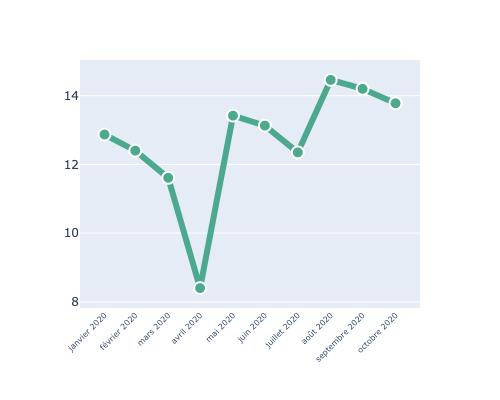 14
12
10
8
janvier 2020
février 2020
mars 2020
avril 2020
mai 2020
juin 2020
juillet 2020
août 2020
septembre 2020
octobre 2020